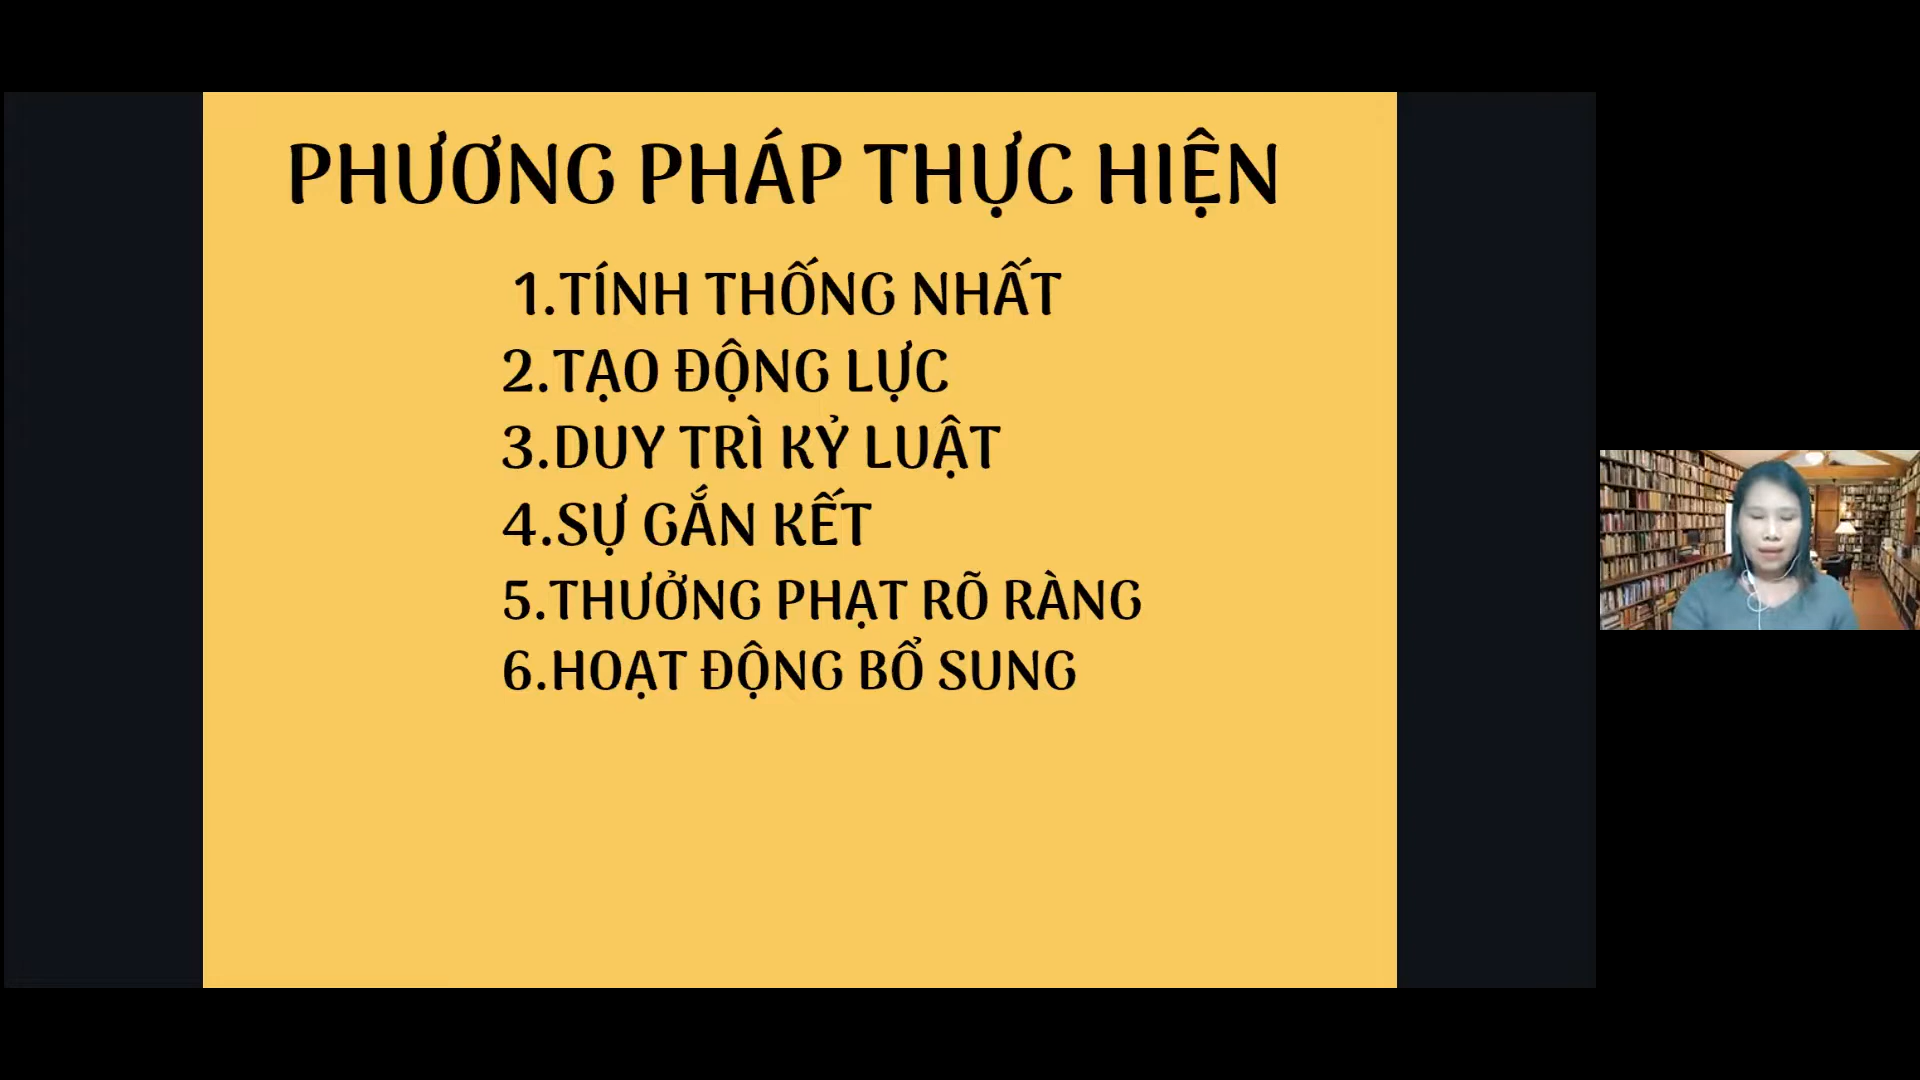 PHƯƠNG PHÁP THỰC HIỆN
1.TÍNH THỐNG NHẤT
2.TẠO ĐỘNG LỰC
3.DUY TRÌ KỶ LUẬT
4.SỰ GẮN KẾT
5.THƯỞNG PHẠT RÕ RÀNG
6.HOẠT ĐỘNG BỔ SUNG